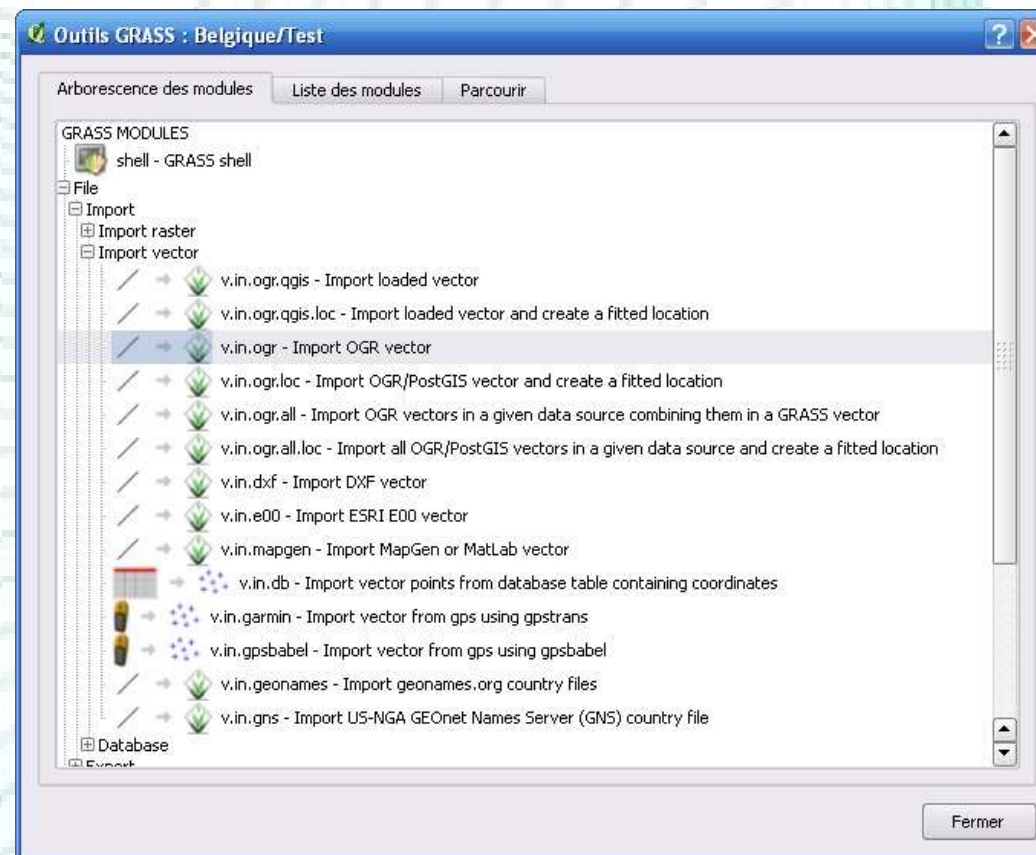 Outils GRASS : Belgique/Test
Arborescence des modules Liste des modules Parcourir
GRASS MODULES
shell - GRASS shell
File
Import
Import raster
Import vector
v.in.ogr.qgis - Import loaded vector
v.in.ogr.qgis.loc - Import loaded vector and create a fitted location
v.in.ogr - Import OGR vector
v.in.ogr.loc - Import OGR/PostGIS vector and create a fitted location
v.in.ogr.all - Import OGR vectors in a given data source combining them in a GRASS vector
v.in.ogr.all.loc - Import all OGR/PostGIS vectors in a given data source and create a fitted location
v.in.dxf - Import DXF vector
v.in.e00 - Import ESRI E00 vector
v.in.mapgen - Import MapGen or MatLab vector
v.in.db - Import vector points from database table containing coordinates
v.in.garmin - Import vector from gps using gpstrans
v.in.gpsbabel - Import vector from gps using gpsbabel
v.in.geonames - Import geonames.org country files
v.in.gns - Import US-NGA GEOnet Names Server (GNS) country file
Database
Export
Fermer